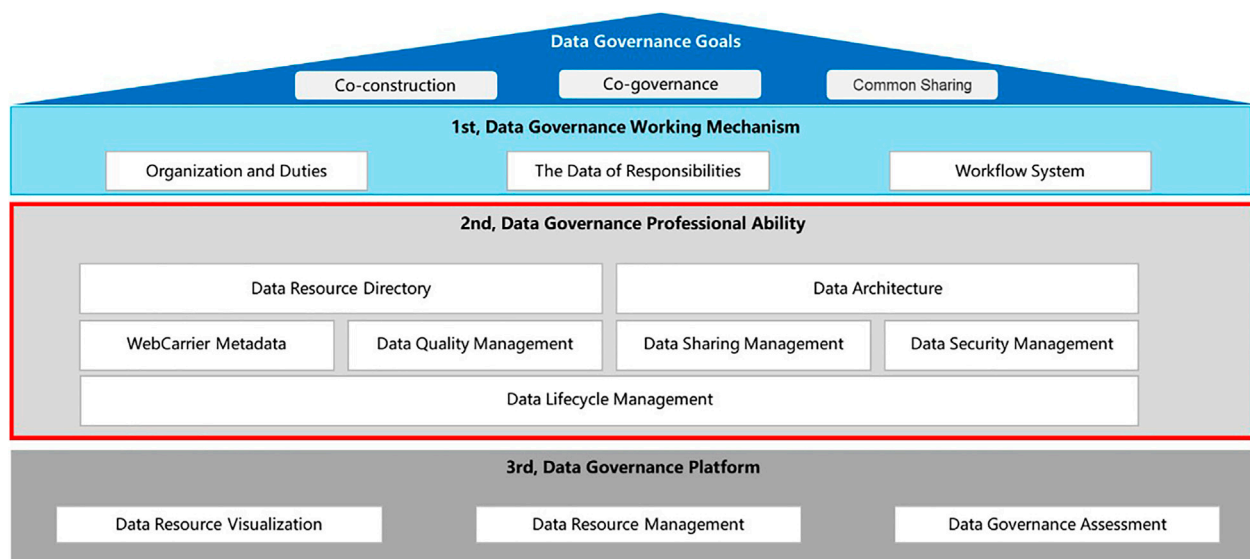 Data Governance Goals
Co-construction
Co-governance
Common Sharing
1st, Data Governance Working Mechanism
Organization and Duties
The Data of Responsibilities
Workflow System
2nd, Data Governance Professional Ability
Data Resource Directory
Data Architecture
WebCarrier Metadata
Data Quality Management
Data Sharing Management
Data Security Management
Data Lifecycle Management
3rd, Data Governance Platform
Data Resource Visualization
Data Resource Management
Data Governance Assessment